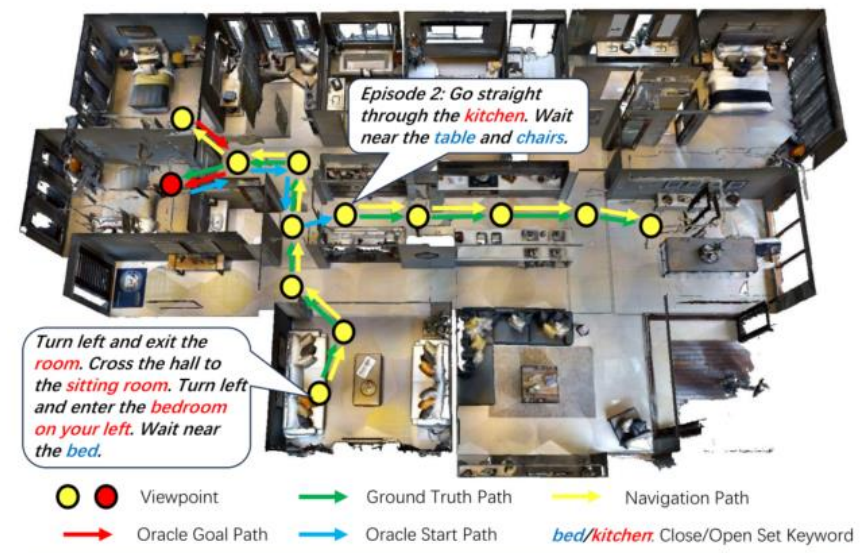 Episode 2: Go straight
through the kitchen. Wait
near the table and chairs.
Turn left and exit the
room. Cross the hall to
the sitting room. Turn left
and enter the bedroom
on your left. Wait near
the bed.
Viewpoint
Ground Truth Path
Navigation Path
Oracle Goal Path
Oracle Start Path
bed/kitchen: Close/Open Set Keyword